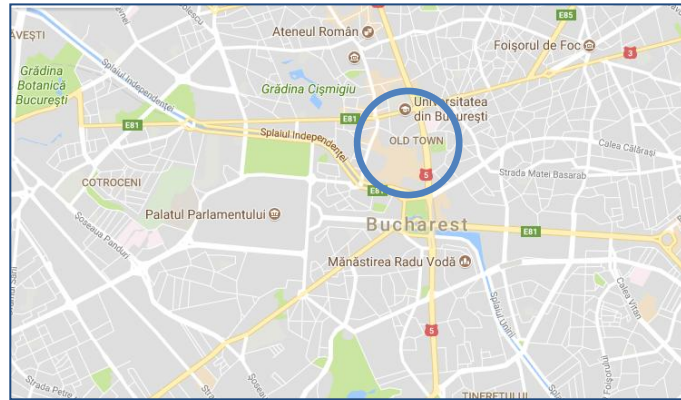 ĂVEȘTI
Ateneul Român
E85
Foișorul de Foc
3
Splaiul Independenței
Grădina
Botanică
București
Grădina Cișmigiu
Universitatea
din București
E81
E81
Splaiul Independenței
OLD TOWN
Calea Călărași
5
Strada Matei Basarab
COTROCENI
E81
Palatul Parlamentului
Șoseaua Panduri
Bucharest
E81
Mănăstirea Radu Vodă
Splaiul Unirii
Calea Vitan
5
Strada Petre
TINERETULUI